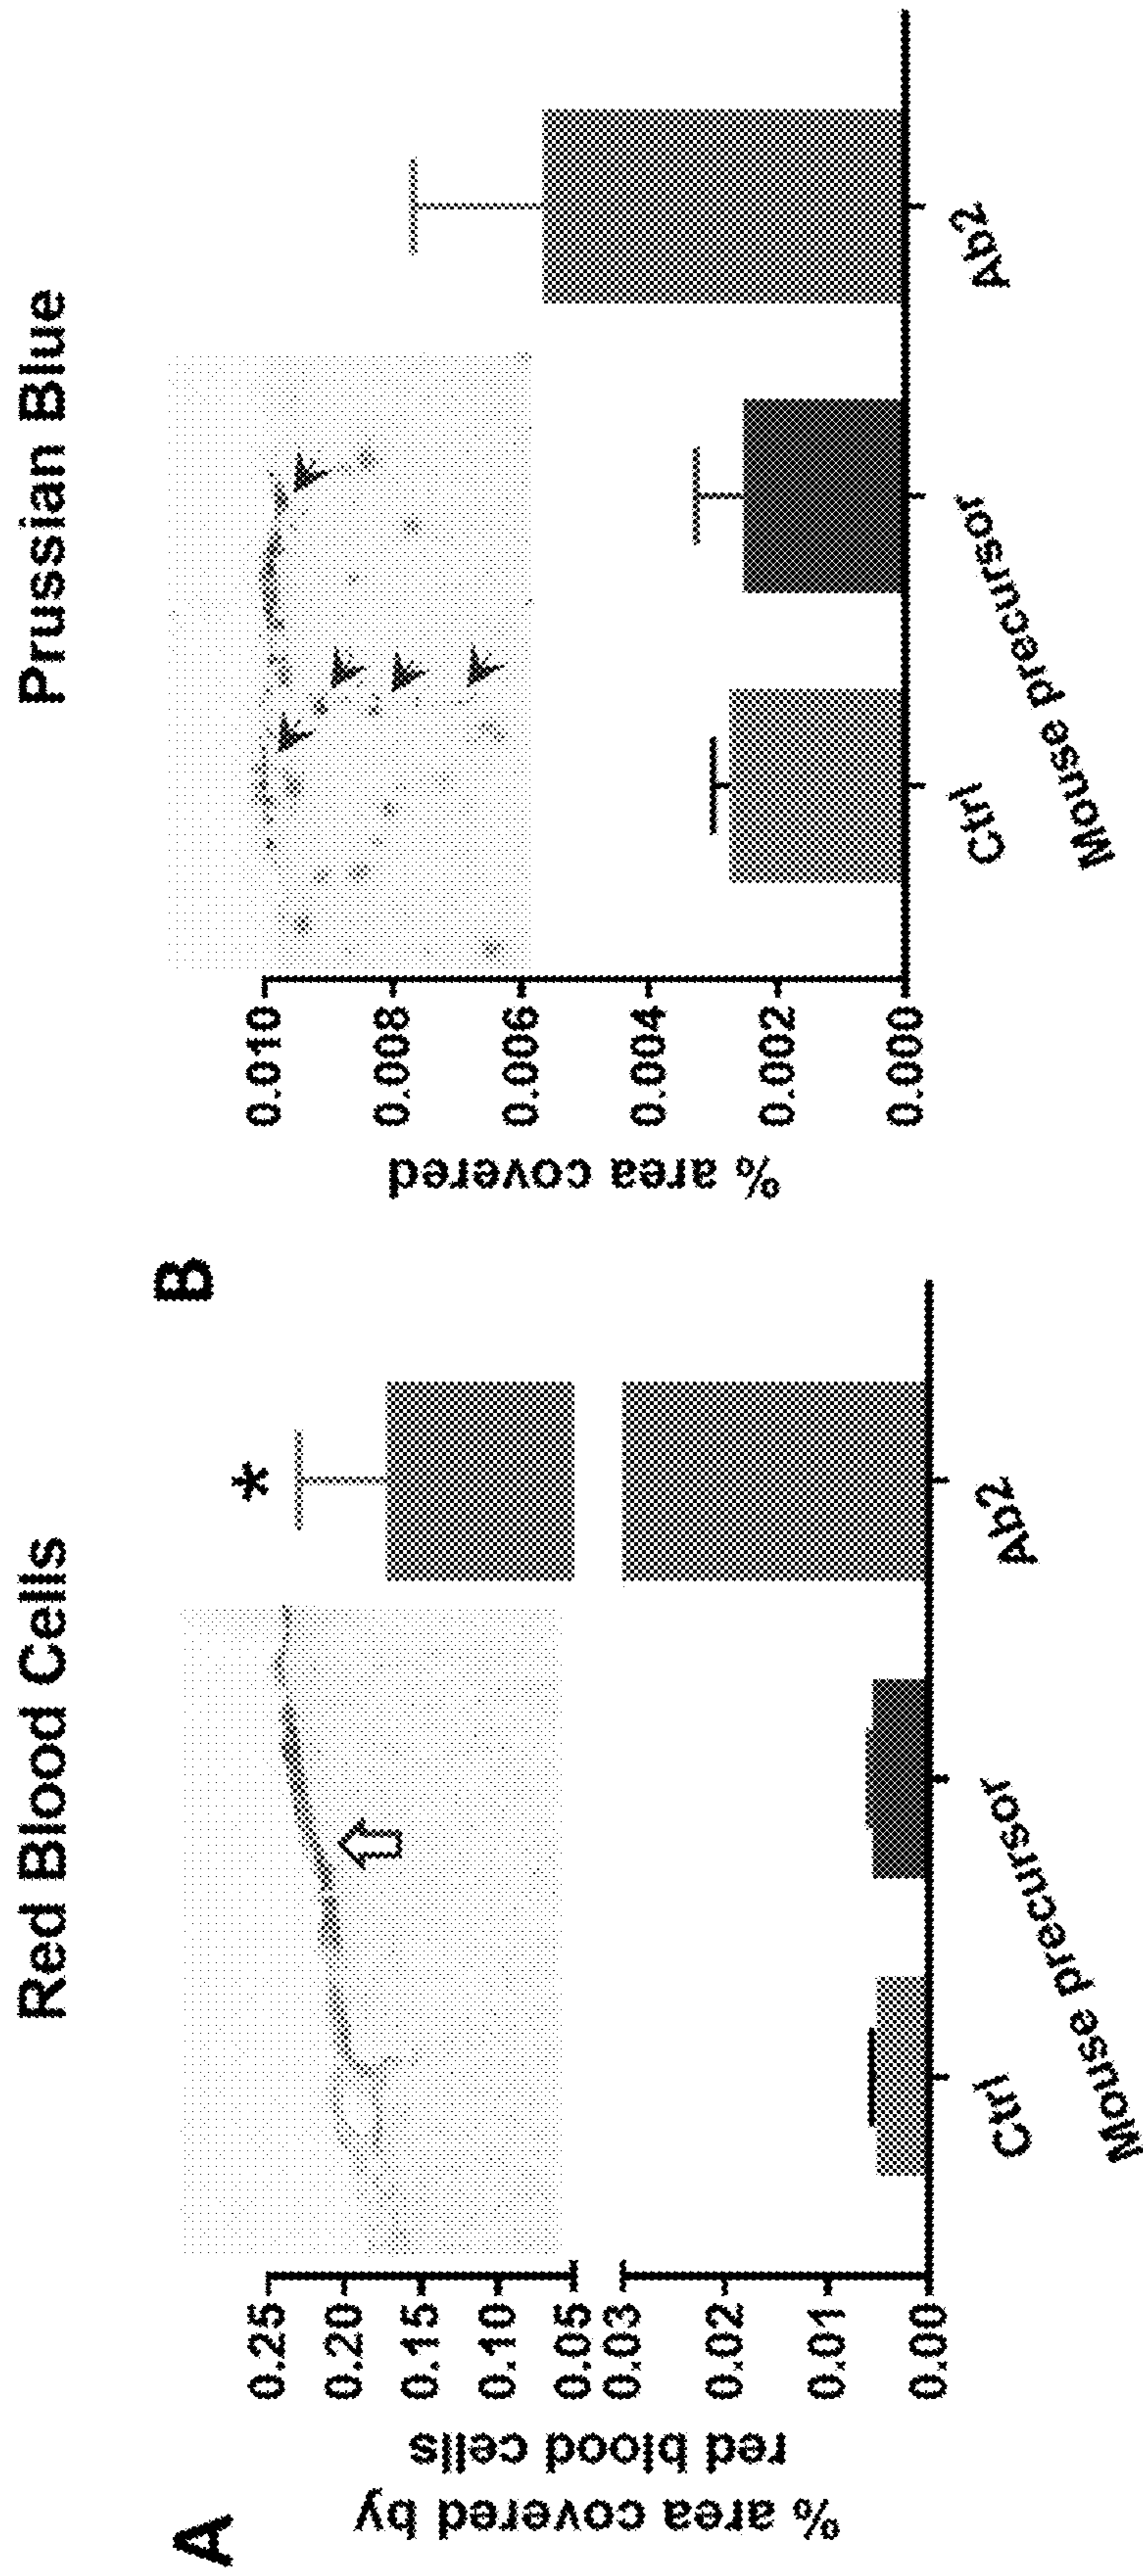 A
Red Blood Cells
% area covered by
red blood cells
0.25
0.20
0.15
0.10
0.05
0.03
0.02
0.01
0.00
*
Ctrl
Mouse precursor
Ab2
B
Prussian Blue
% area covered
0.010
0.008
0.006
0.004
0.002
0.000
Ctrl
Mouse precursor
Ab2